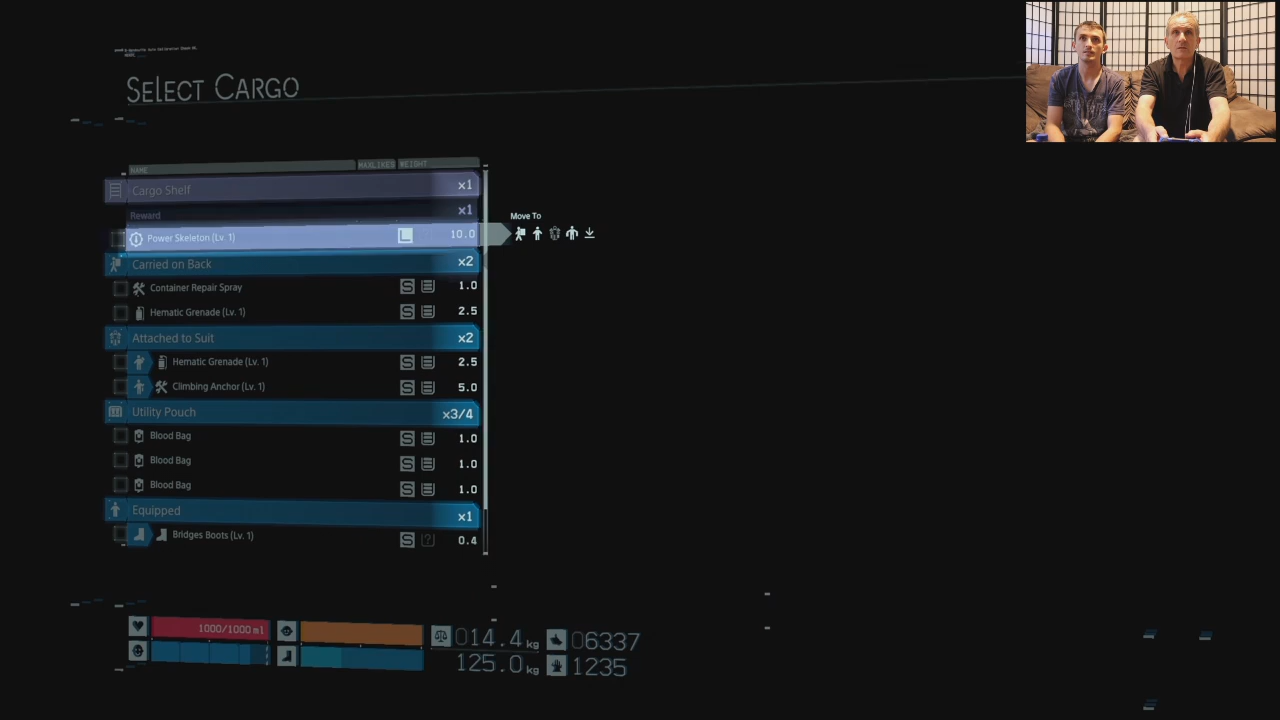 SELECT CARGO
NAME MAXLIKES WEIGHT
Cargo Shelf x1
Reward x1
Power Skeleton (Lv. 1) L 10.0
Move To
Carried on Back x2
Container Repair Spray S 1.0
Hematic Grenade (Lv. 1) S 2.5
Attached to Suit x2
Hematic Grenade (Lv. 1) S 2.5
Climbing Anchor (Lv. 1) S 5.0
Utility Pouch x3/4
Blood Bag S 1.0
Blood Bag S 1.0
Blood Bag S 1.0
Equipped x1
Bridges Boots (Lv. 1) S ? 0.4
1000/1000 ml
014.4 kg 06337
125.0 kg 1235